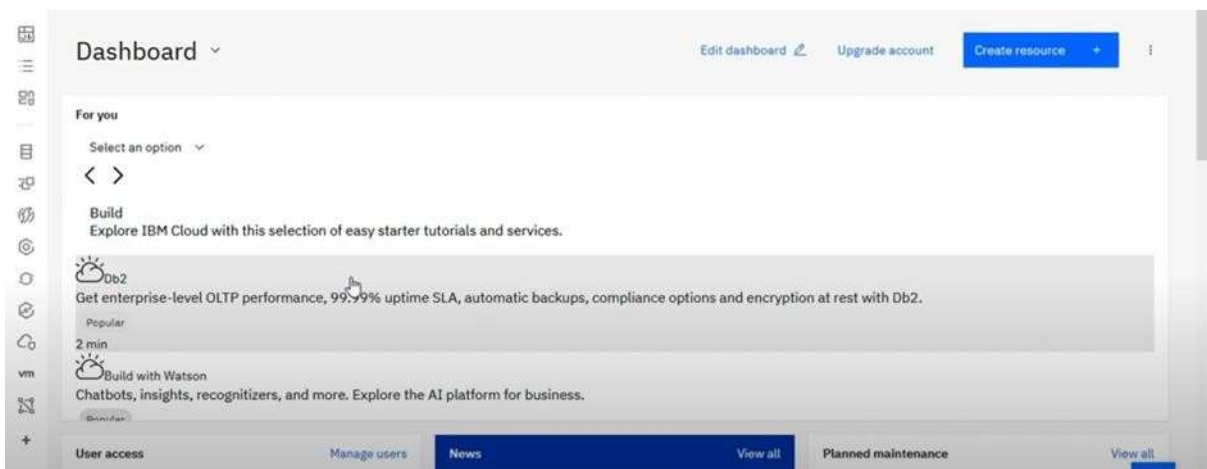 Dashboard
Edit dashboard
Upgrade account
Create resource +
For you
Select an option
Build
Explore IBM Cloud with this selection of easy starter tutorials and services.
Db2
Get enterprise-level OLTP performance, 99.99% uptime SLA, automatic backups, compliance options and encryption at rest with Db2.
Popular
2 min
Build with Watson
Chatbots, insights, recognitizers, and more. Explore the AI platform for business.
Popular
vm
+
User access
Manage users
News
View all
Planned maintenance
View all